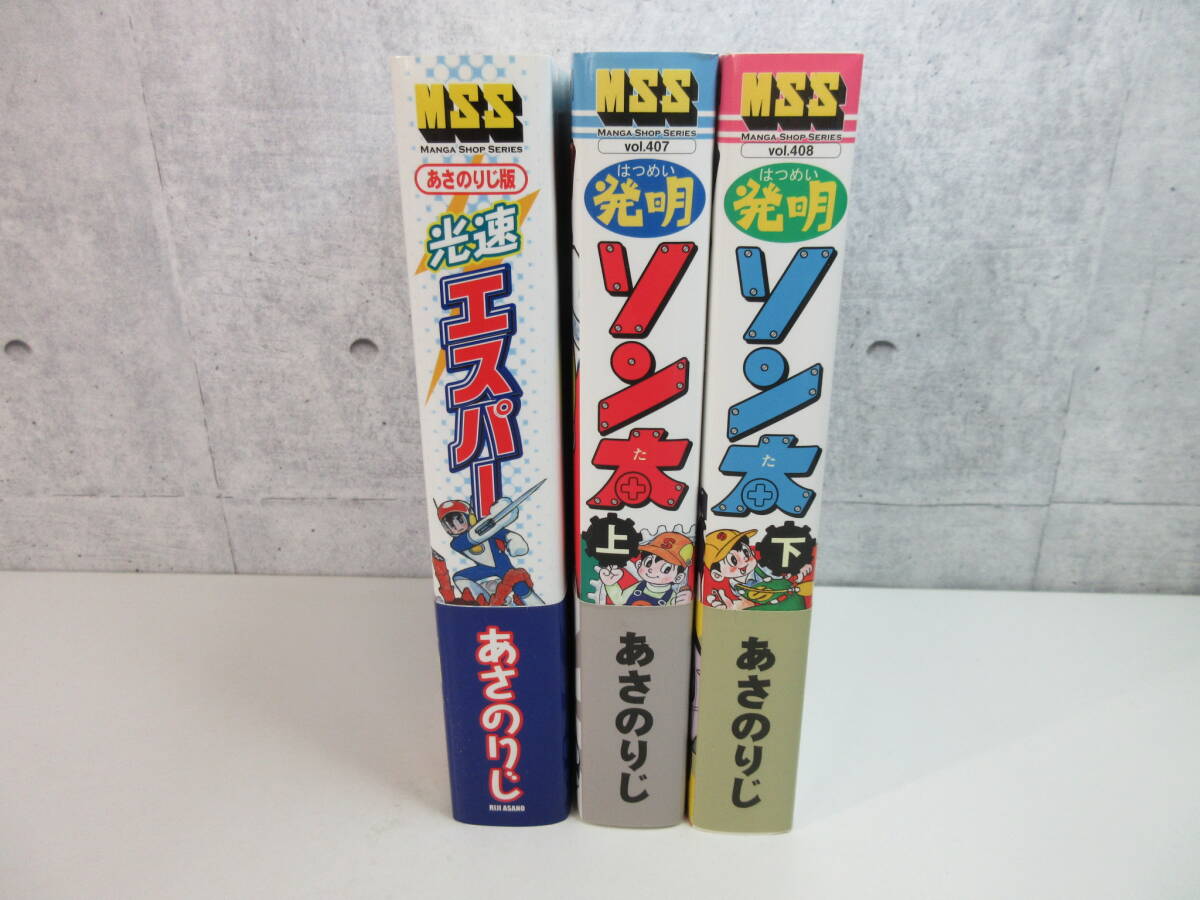 MSS
MANGA SHOP SERIES
あさのりじ版
光速
エスパー
あさのりじ
RIJI ASANO
MSS
MANGA SHOP SERIES
vol.407
はつめい
発明
ソン太
た
上
あさのりじ
MSS
MANGA SHOP SERIES
vol.408
はつめい
発明
ソン太
た
下
あさのりじ